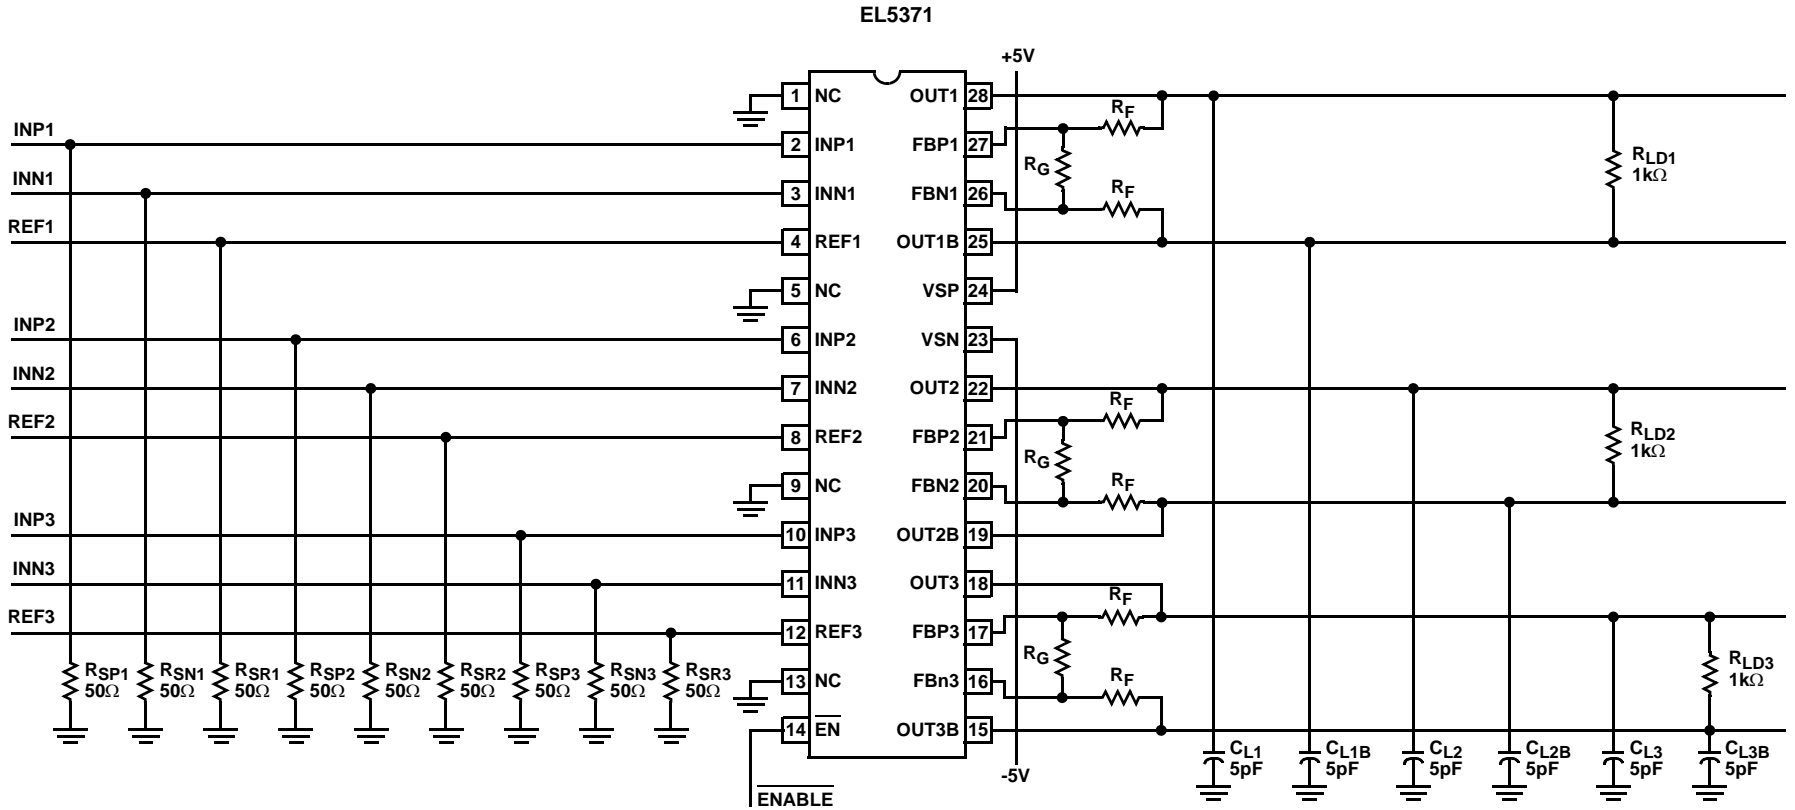 EL5371
+5V
INP1
INN1
REF1
INP2
INN2
REF2
INP3
INN3
REF3
1 NC
2 INP1
3 INN1
4 REF1
5 NC
6 INP2
7 INN2
8 REF2
9 NC
10 INP3
11 INN3
12 REF3
13 NC
14 EN
ENABLE
OUT1 28
FBP1 27
FBN1 26
OUT1B 25
VSP 24
VSN 23
OUT2 22
FBP2 21
FBN2 20
OUT2B 19
OUT3 18
FBP3 17
FBn3 16
OUT3B 15
-5V
RF
RG
RF
RF
RG
RF
RF
RG
RF
RLD1
1kΩ
RLD2
1kΩ
RLD3
1kΩ
RSP1
50Ω
RSN1
50Ω
RSR1
50Ω
RSP2
50Ω
RSN2
50Ω
RSR2
50Ω
RSP3
50Ω
RSN3
50Ω
RSR3
50Ω
CL1
5pF
CL1B
5pF
CL2
5pF
CL2B
5pF
CL3
5pF
CL3B
5pF